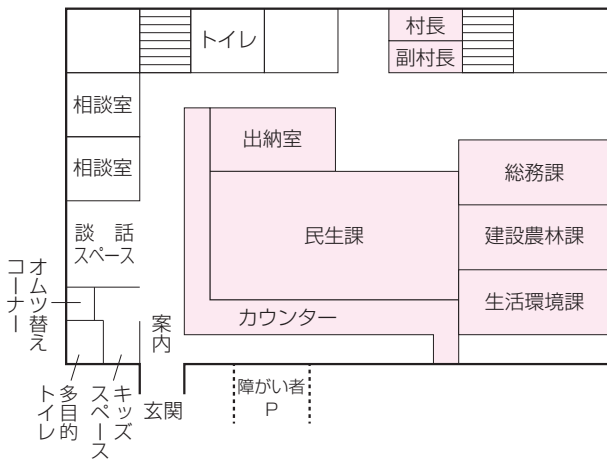 トイレ
村長
副村長
相談室
出納室
相談室
総務課
談話
スペース
民生課
建設農林課
生活環境課
オムツ替え
コーナー
カウンター
案内
多目的
トイレ
キッズ
スペース
玄関
障がい者
P